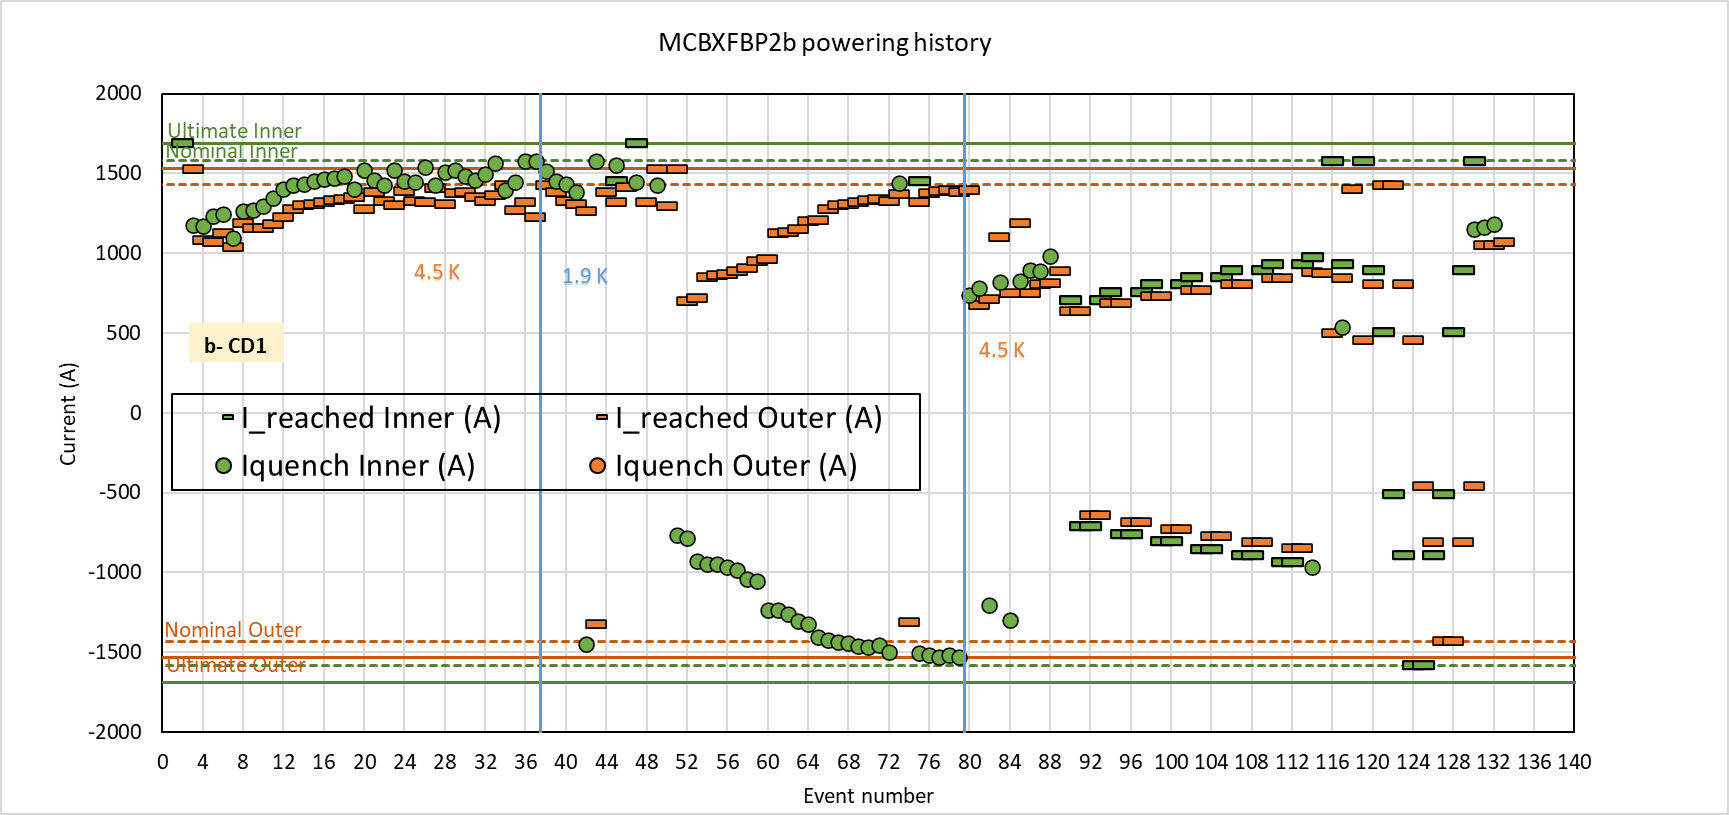 MCBXFBP2b powering history
2000
1500
1000
500
0
-500
-1000
-1500
-2000
Current (A)
Ultimate Inner
Nominal Inner
4.5 K
1.9 K
4.5 K
b- CD1
I_reached Inner (A)
I_reached Outer (A)
Iquench Inner (A)
Iquench Outer (A)
Nominal Outer
Ultimate Outer
0 4 8 12 16 20 24 28 32 36 40 44 48 52 56 60 64 68 72 76 80 84 88 92 96 100 104 108 112 116 120 124 128 132 136 140
Event number